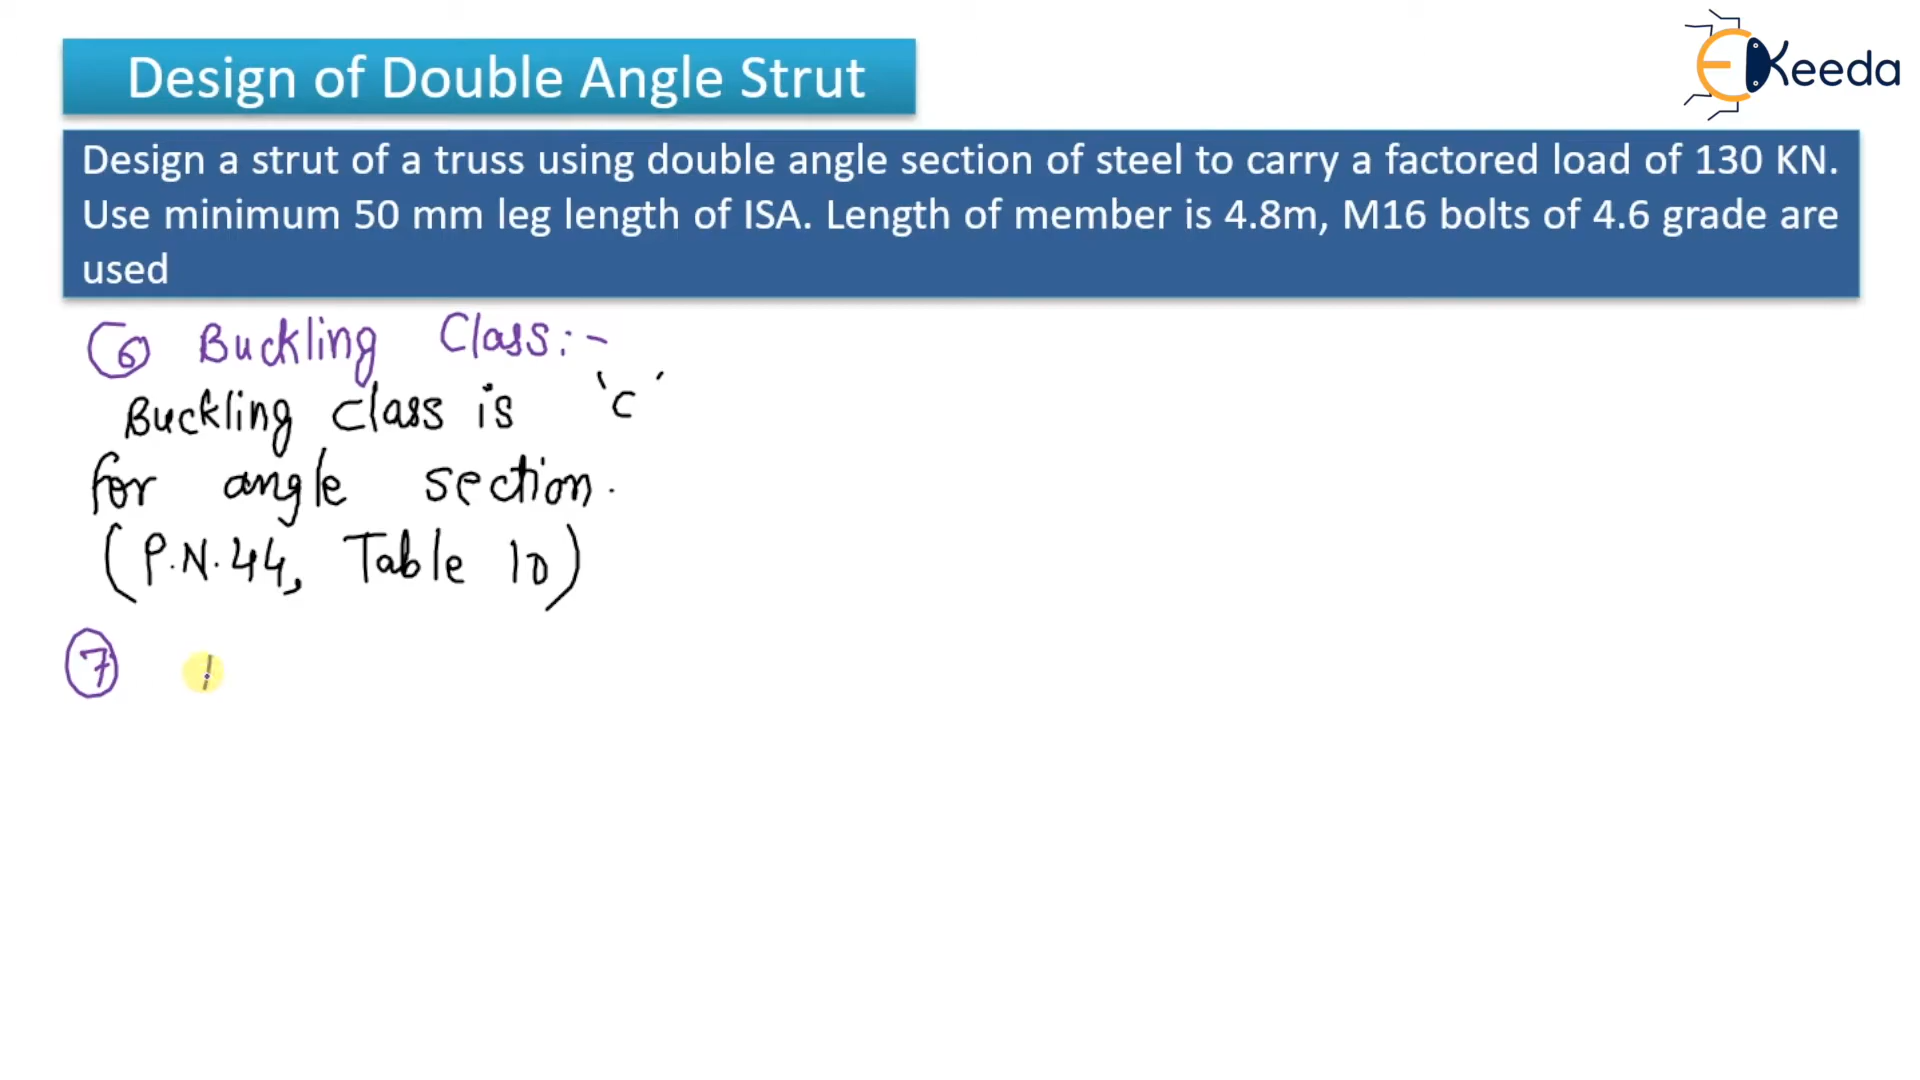 Design of Double Angle Strut
EKeeda
Design a strut of a truss using double angle section of steel to carry a factored load of 130 KN.
Use minimum 50 mm leg length of ISA. Length of member is 4.8m, M16 bolts of 4.6 grade are
used
6 Buckling Class:-
Buckling class is 'c'
for angle section.
(P.N.44, Table 10)
7